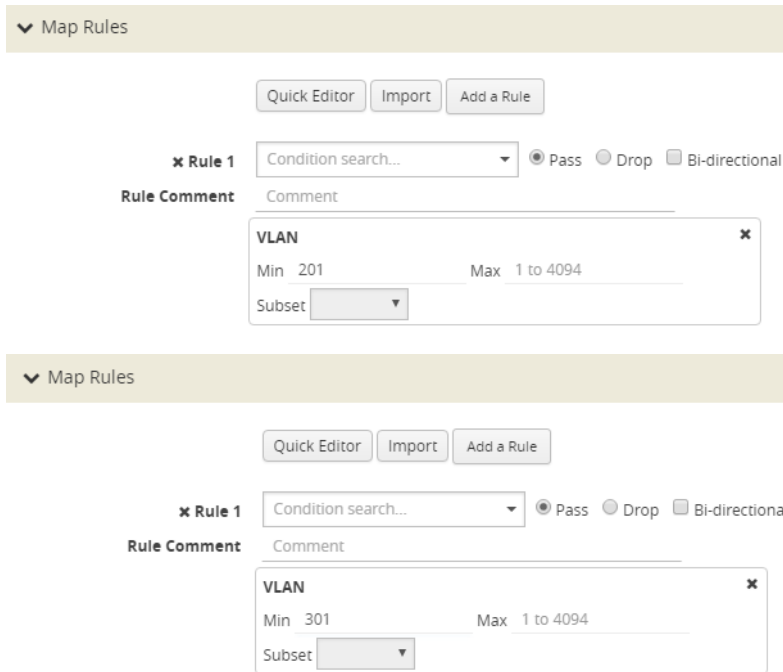 Map Rules
Quick Editor Import Add a Rule
× Rule 1 Condition search... Pass Drop Bi-directional
Rule Comment Comment
VLAN ×
Min 201 Max 1 to 4094
Subset
Map Rules
Quick Editor Import Add a Rule
× Rule 1 Condition search... Pass Drop Bi-directiona
Rule Comment Comment
VLAN ×
Min 301 Max 1 to 4094
Subset